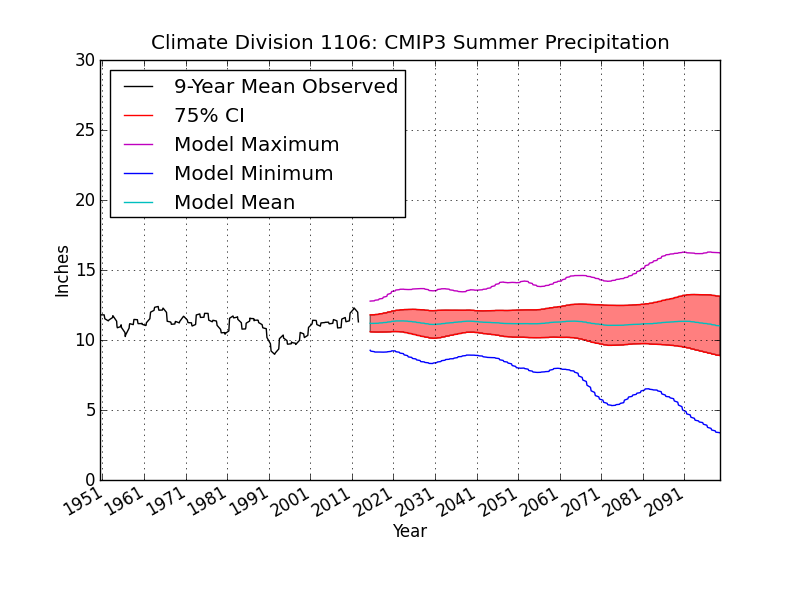 Climate Division 1106: CMIP3 Summer Precipitation
30
25
20
15
10
5
0
Inches
9-Year Mean Observed
75% CI
Model Maximum
Model Minimum
Model Mean
1951 1961 1971 1981 1991 2001 2011 2021 2031 2041 2051 2061 2071 2081 2091
Year